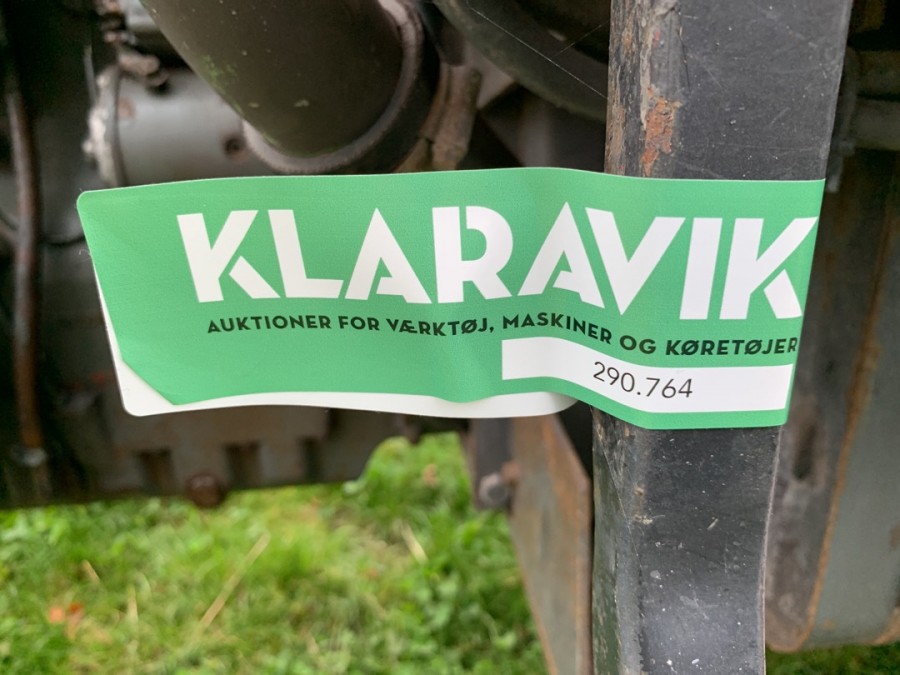 KLARAVIK
AUKTIONER FOR VÆRKTØJ, MASKINER OG KØRETØJER
290.764